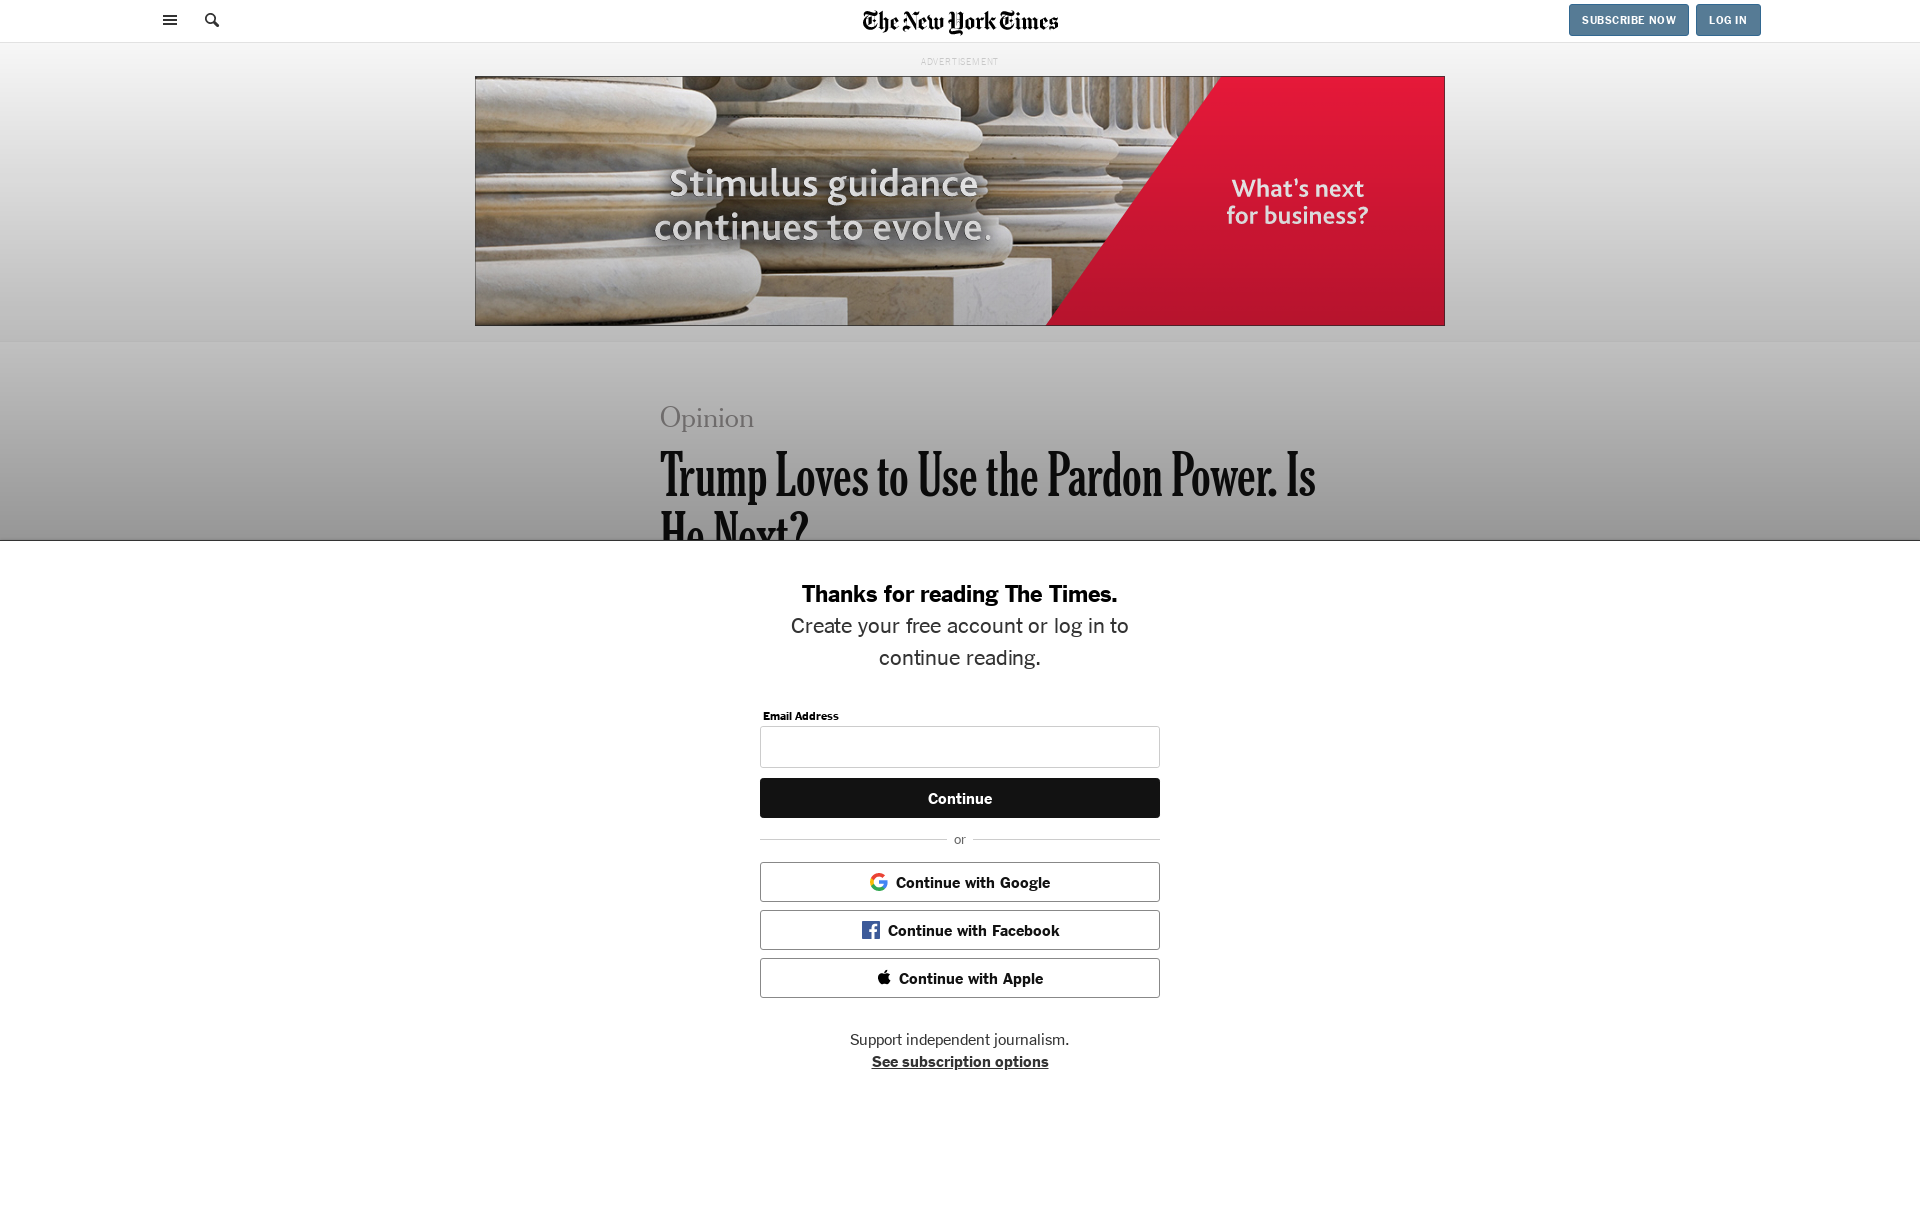 The New York Times
SUBSCRIBE NOW
LOG IN
ADVERTISEMENT
Stimulus guidance
continues to evolve.
What's next
for business?
Opinion
Trump Loves to Use the Pardon Power. Is
He Next?
Thanks for reading The Times.
Create your free account or log in to
continue reading.
Email Address
Continue
or
Continue with Google
Continue with Facebook
Continue with Apple
Support independent journalism.
See subscription options